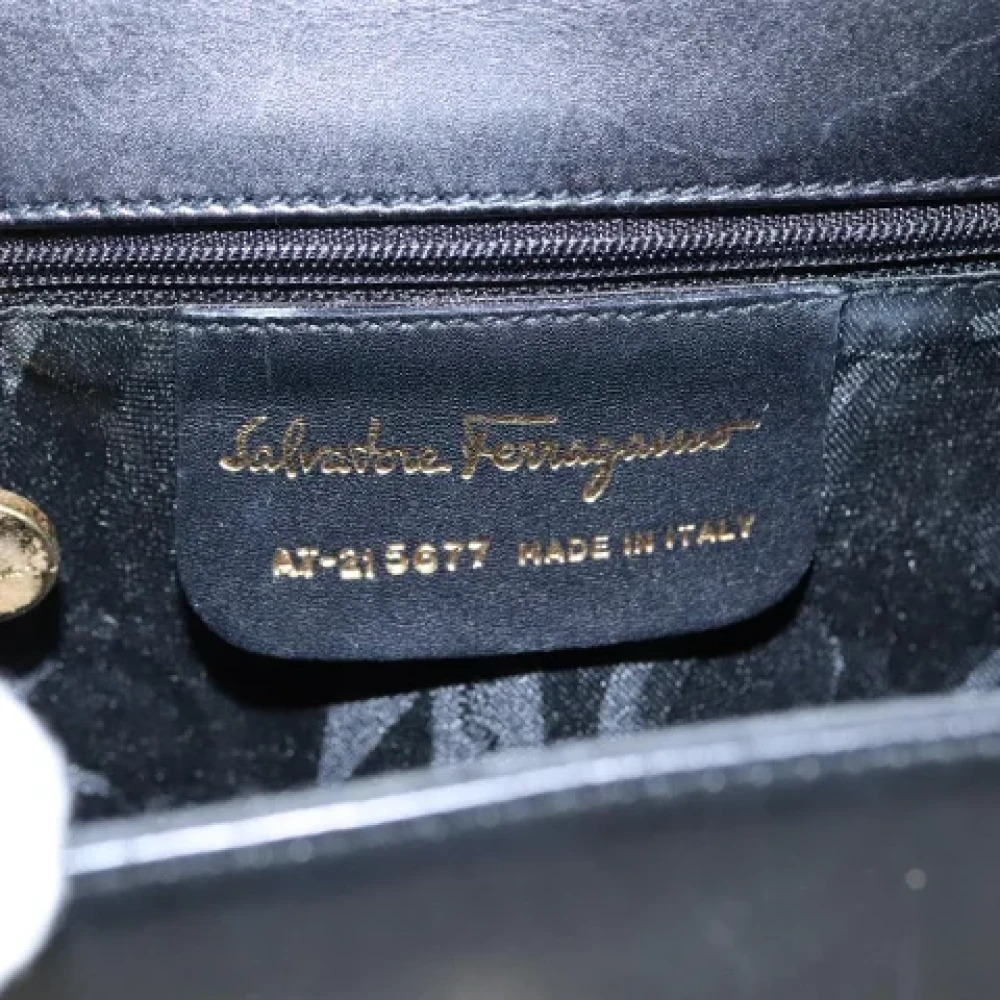 Salvatore Ferragamo
AT-21 5677 MADE IN ITALY